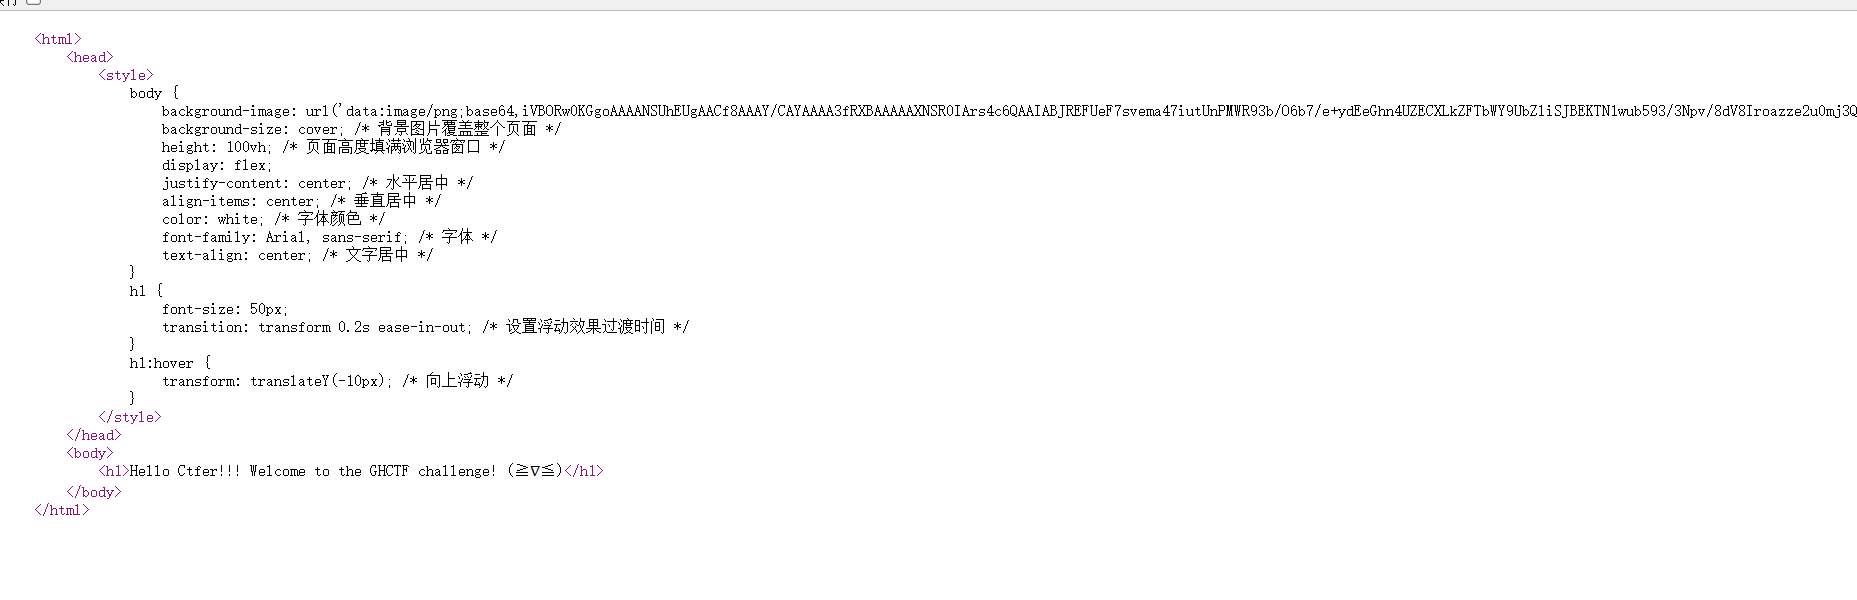 <html>
<head>
<style>
body {
background-image: url('data:image/png;base64,iVBORw0KGgoAAAANSUhEUgAACf8AAAY/CAYAAAA3fRXBAAAAAXNSR0IArs4c6QAAIABJREFUeF7svema47iutUnPMWR93b/O6b7/e+ydEeGhn4UZECXLkZFTbWY9UbZliSJBEKTN1wub593/3Npv/8dV8Iroazze2u0mj3Q
background-size: cover; /* 背景图片覆盖整个页面 */
height: 100vh; /* 页面高度填满浏览器窗口 */
display: flex;
justify-content: center; /* 水平居中 */
align-items: center; /* 垂直居中 */
color: white; /* 字体颜色 */
font-family: Arial, sans-serif; /* 字体 */
text-align: center; /* 文字居中 */
}
h1 {
font-size: 50px;
transition: transform 0.2s ease-in-out; /* 设置浮动效果过渡时间 */
}
h1:hover {
transform: translateY(-10px); /* 向上浮动 */
}
</style>
</head>
<body>
<h1>Hello Ctfer!!! Welcome to the GHCTF challenge! (≧∇≦)</h1>
</body>
</html>